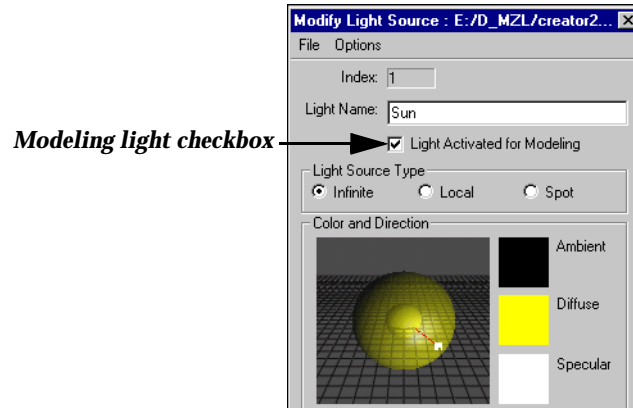 Modify Light Source : E:/D_MZL/creator2...
File Options
Index: 1
Light Name: Sun
Modeling light checkbox
Light Activated for Modeling
Light Source Type
Infinite Local Spot
Color and Direction
Ambient
Diffuse
Specular